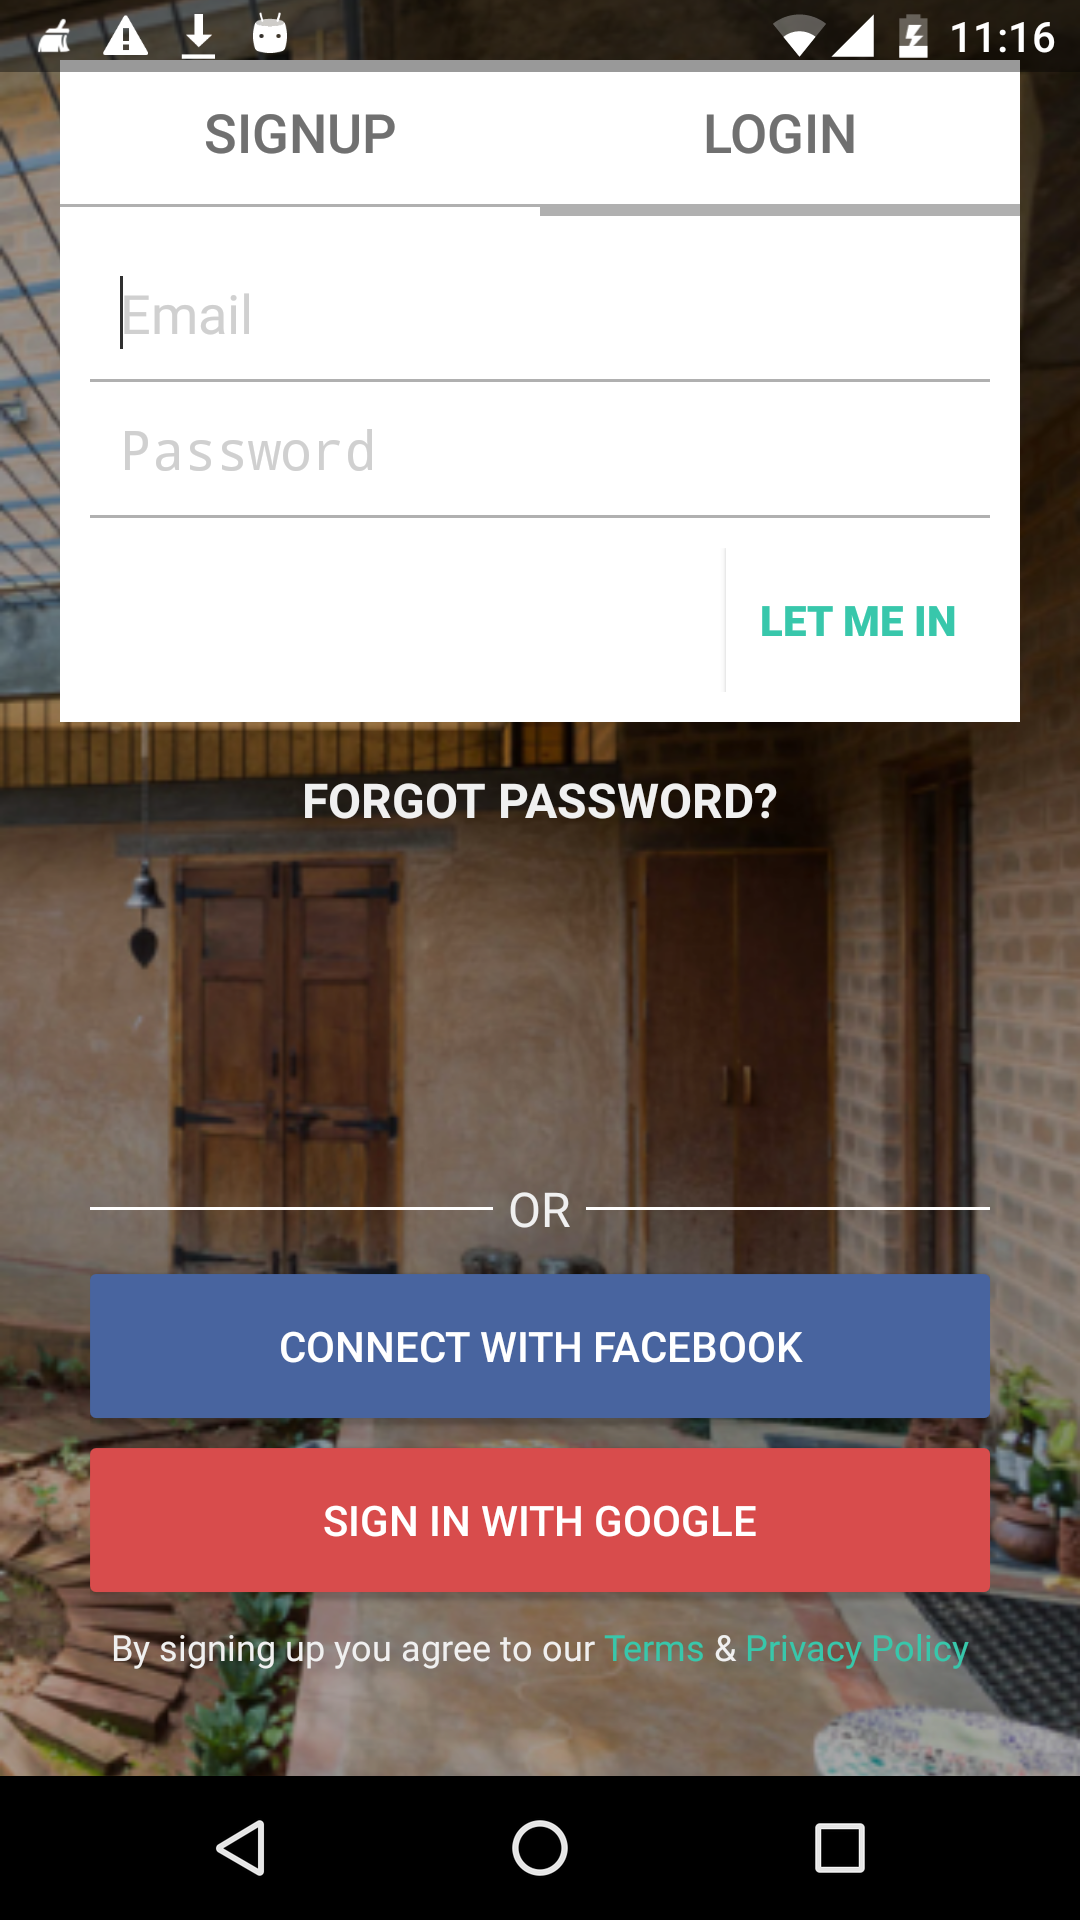 11:16
SIGNUP LOGIN
Email
Password
LET ME IN
FORGOT PASSWORD?
OR
CONNECT WITH FACEBOOK
SIGN IN WITH GOOGLE
By signing up you agree to our Terms & Privacy Policy